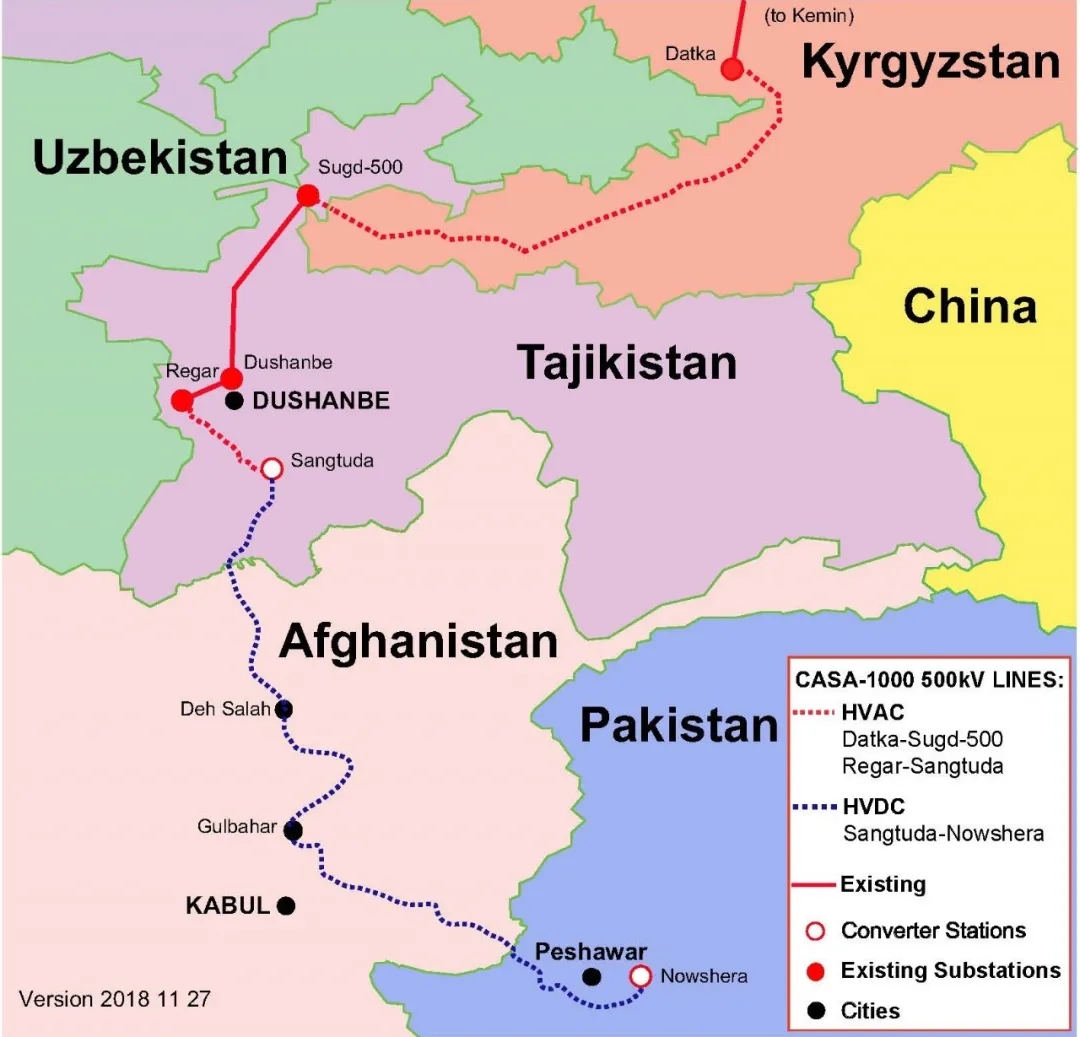 (to Kemin)
Datka
Kyrgyzstan
Uzbekistan
Sugd-500
China
Tajikistan
Regar
Dushanbe
DUSHANBE
Sangtuda
Afghanistan
Deh Salah
Pakistan
Gulbahar
KABUL
Peshawar
Nowshera
Version 2018 11 27
CASA-1000 500kV LINES:
HVAC
Datka-Sugd-500
Regar-Sangtuda
HVDC
Sangtuda-Nowshera
Existing
Converter Stations
Existing Substations
Cities